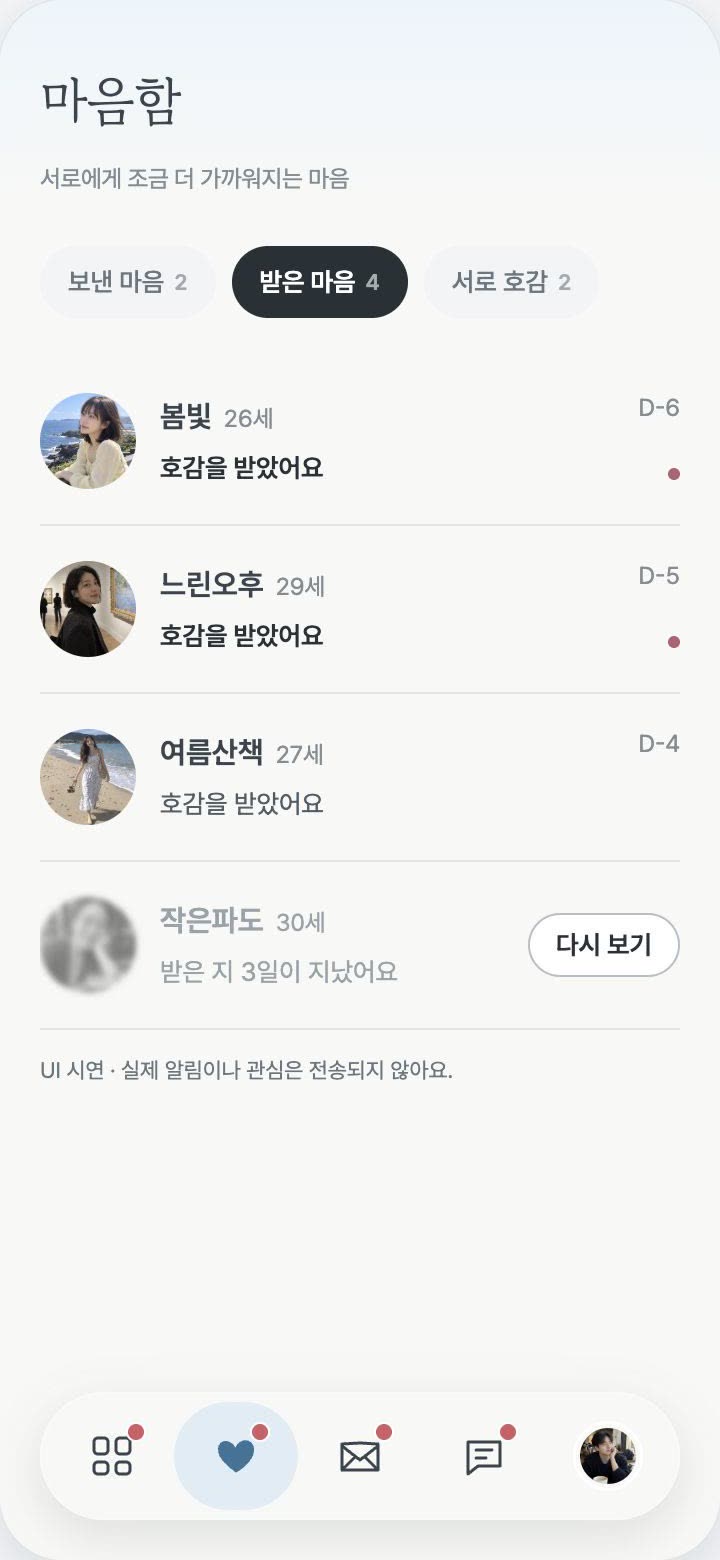 마음함
서로에게 조금 더 가까워지는 마음
보낸 마음 2 받은 마음 4 서로 호감 2
봄빛 26세 D-6
호감을 받았어요
느린오후 29세 D-5
호감을 받았어요
여름산책 27세 D-4
호감을 받았어요
작은파도 30세
받은 지 3일이 지났어요
다시 보기
UI 시연 · 실제 알림이나 관심은 전송되지 않아요.